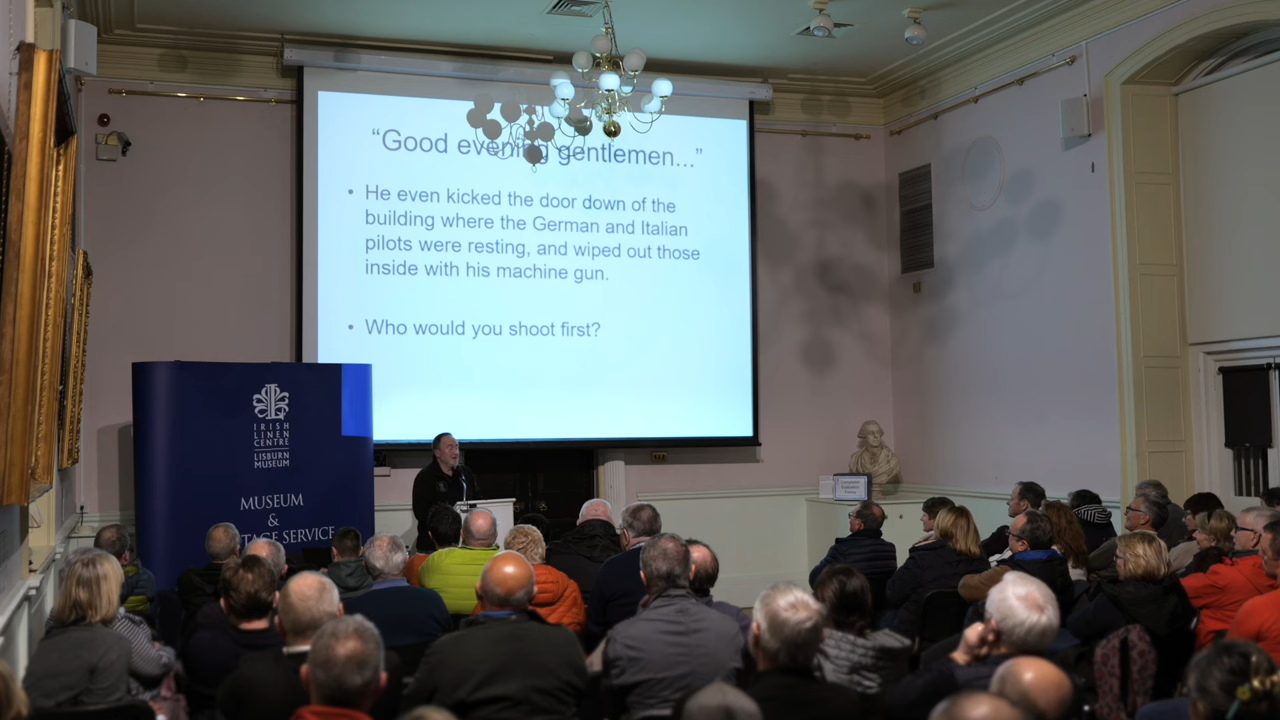 “Good evening gentlemen...”
• He even kicked the door down of the
building where the German and Italian
pilots were resting, and wiped out those
inside with his machine gun.
• Who would you shoot first?
IRISH
LINEN
CENTRE
LISBURN
MUSEUM
MUSEUM
&
SERVICE